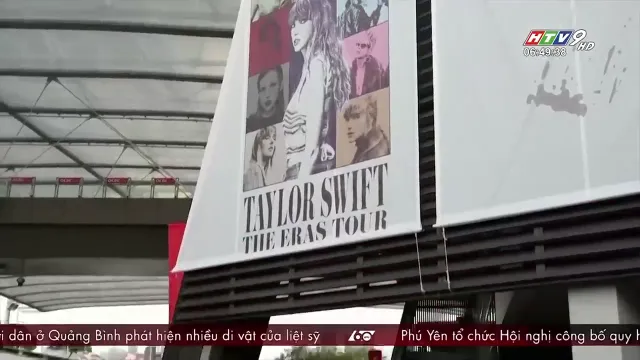 HTV9 HD
06:49:38
TAYLOR SWIFT
THE ERAS TOUR
dân ở Quảng Bình phát hiện nhiều di vật của liệt sỹ
Phú Yên tổ chức Hội nghị công bố quy